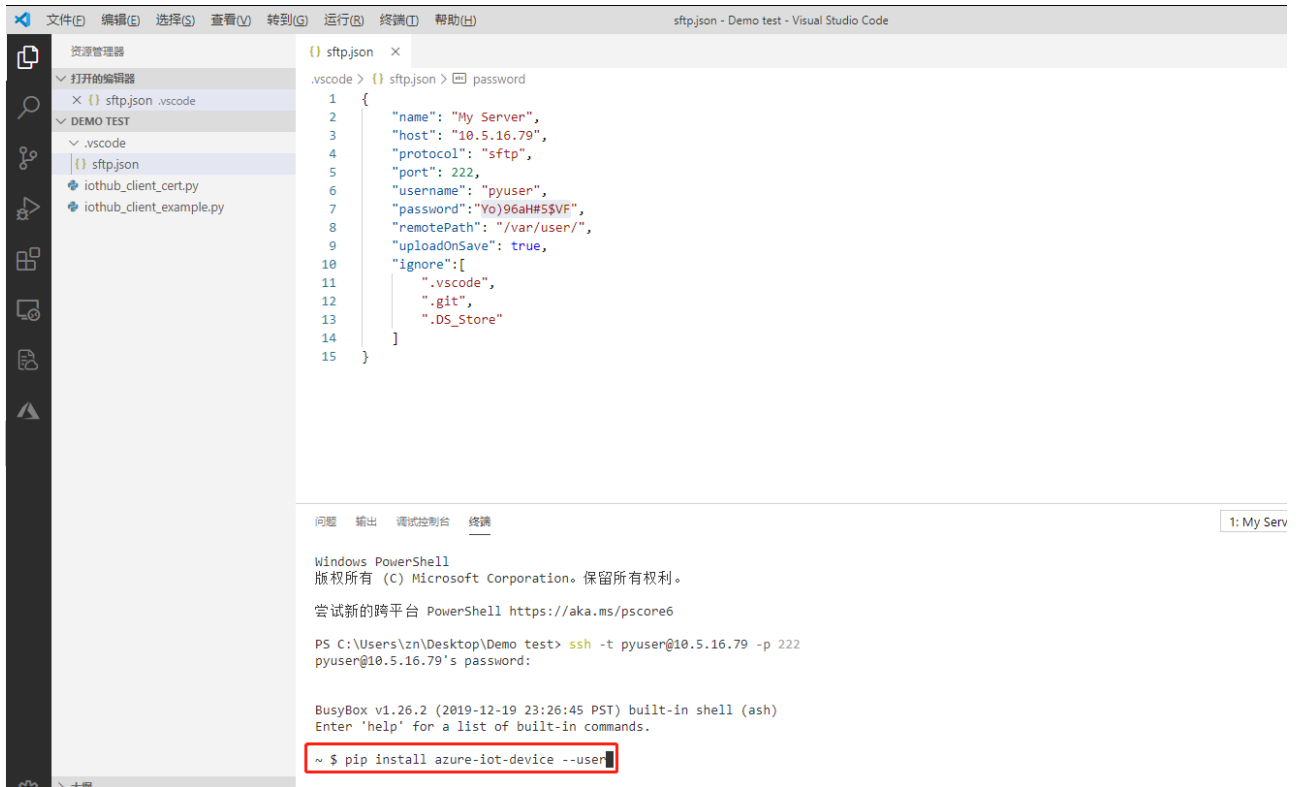 文件(F) 编辑(E) 选择(S) 查看(V) 转到(G) 运行(R) 终端(T) 帮助(H) sftp.json - Demo test - Visual Studio Code
资源管理器
打开的编辑器
{} sftp.json .vscode
DEMO TEST
.vscode
{} sftp.json
iothub_client_cert.py
iothub_client_example.py
{} sftp.json
.vscode > {} sftp.json > abc password
1 {
2 "name": "My Server",
3 "host": "10.5.16.79",
4 "protocol": "sftp",
5 "port": 222,
6 "username": "pyuser",
7 "password":"Yo)96aH#5$VF",
8 "remotePath": "/var/user/",
9 "uploadOnSave": true,
10 "ignore":[
11 ".vscode",
12 ".git",
13 ".DS_Store"
14 ]
15 }
问题 输出 调试控制台 终端 1: My Serv
Windows PowerShell
版权所有 (C) Microsoft Corporation。保留所有权利。
尝试新的跨平台 PowerShell https://aka.ms/pscore6
PS C:\Users\zn\Desktop\Demo test> ssh -t pyuser@10.5.16.79 -p 222
pyuser@10.5.16.79's password:
BusyBox v1.26.2 (2019-12-19 23:26:45 PST) built-in shell (ash)
Enter 'help' for a list of built-in commands.
~ $ pip install azure-iot-device --user